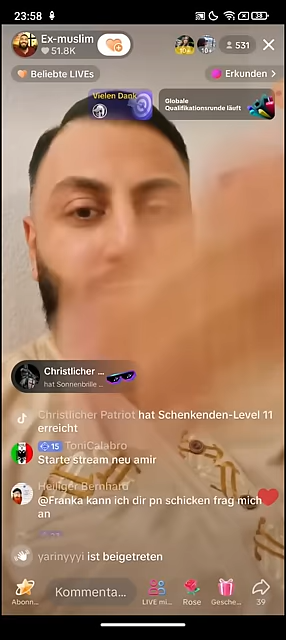 23:58
38
Ex-muslim
51.8K
531
Beliebte LIVEs
Erkunden >
Vielen Dank
Globale
Qualifikationsrunde läuft
Christlicher ...
hat Sonnenbrille ...
Christlicher Patriot hat Schenkenden-Level 11
erreicht
15 ToniCalabro
Starte stream neu amir
Heiliger Bernhard
@Franka kann ich dir pn schicken frag mich
an
yarinyyyi ist beigetreten
Abonn...
Kommenta...
LIVE mi...
Rose
Gesche...
39